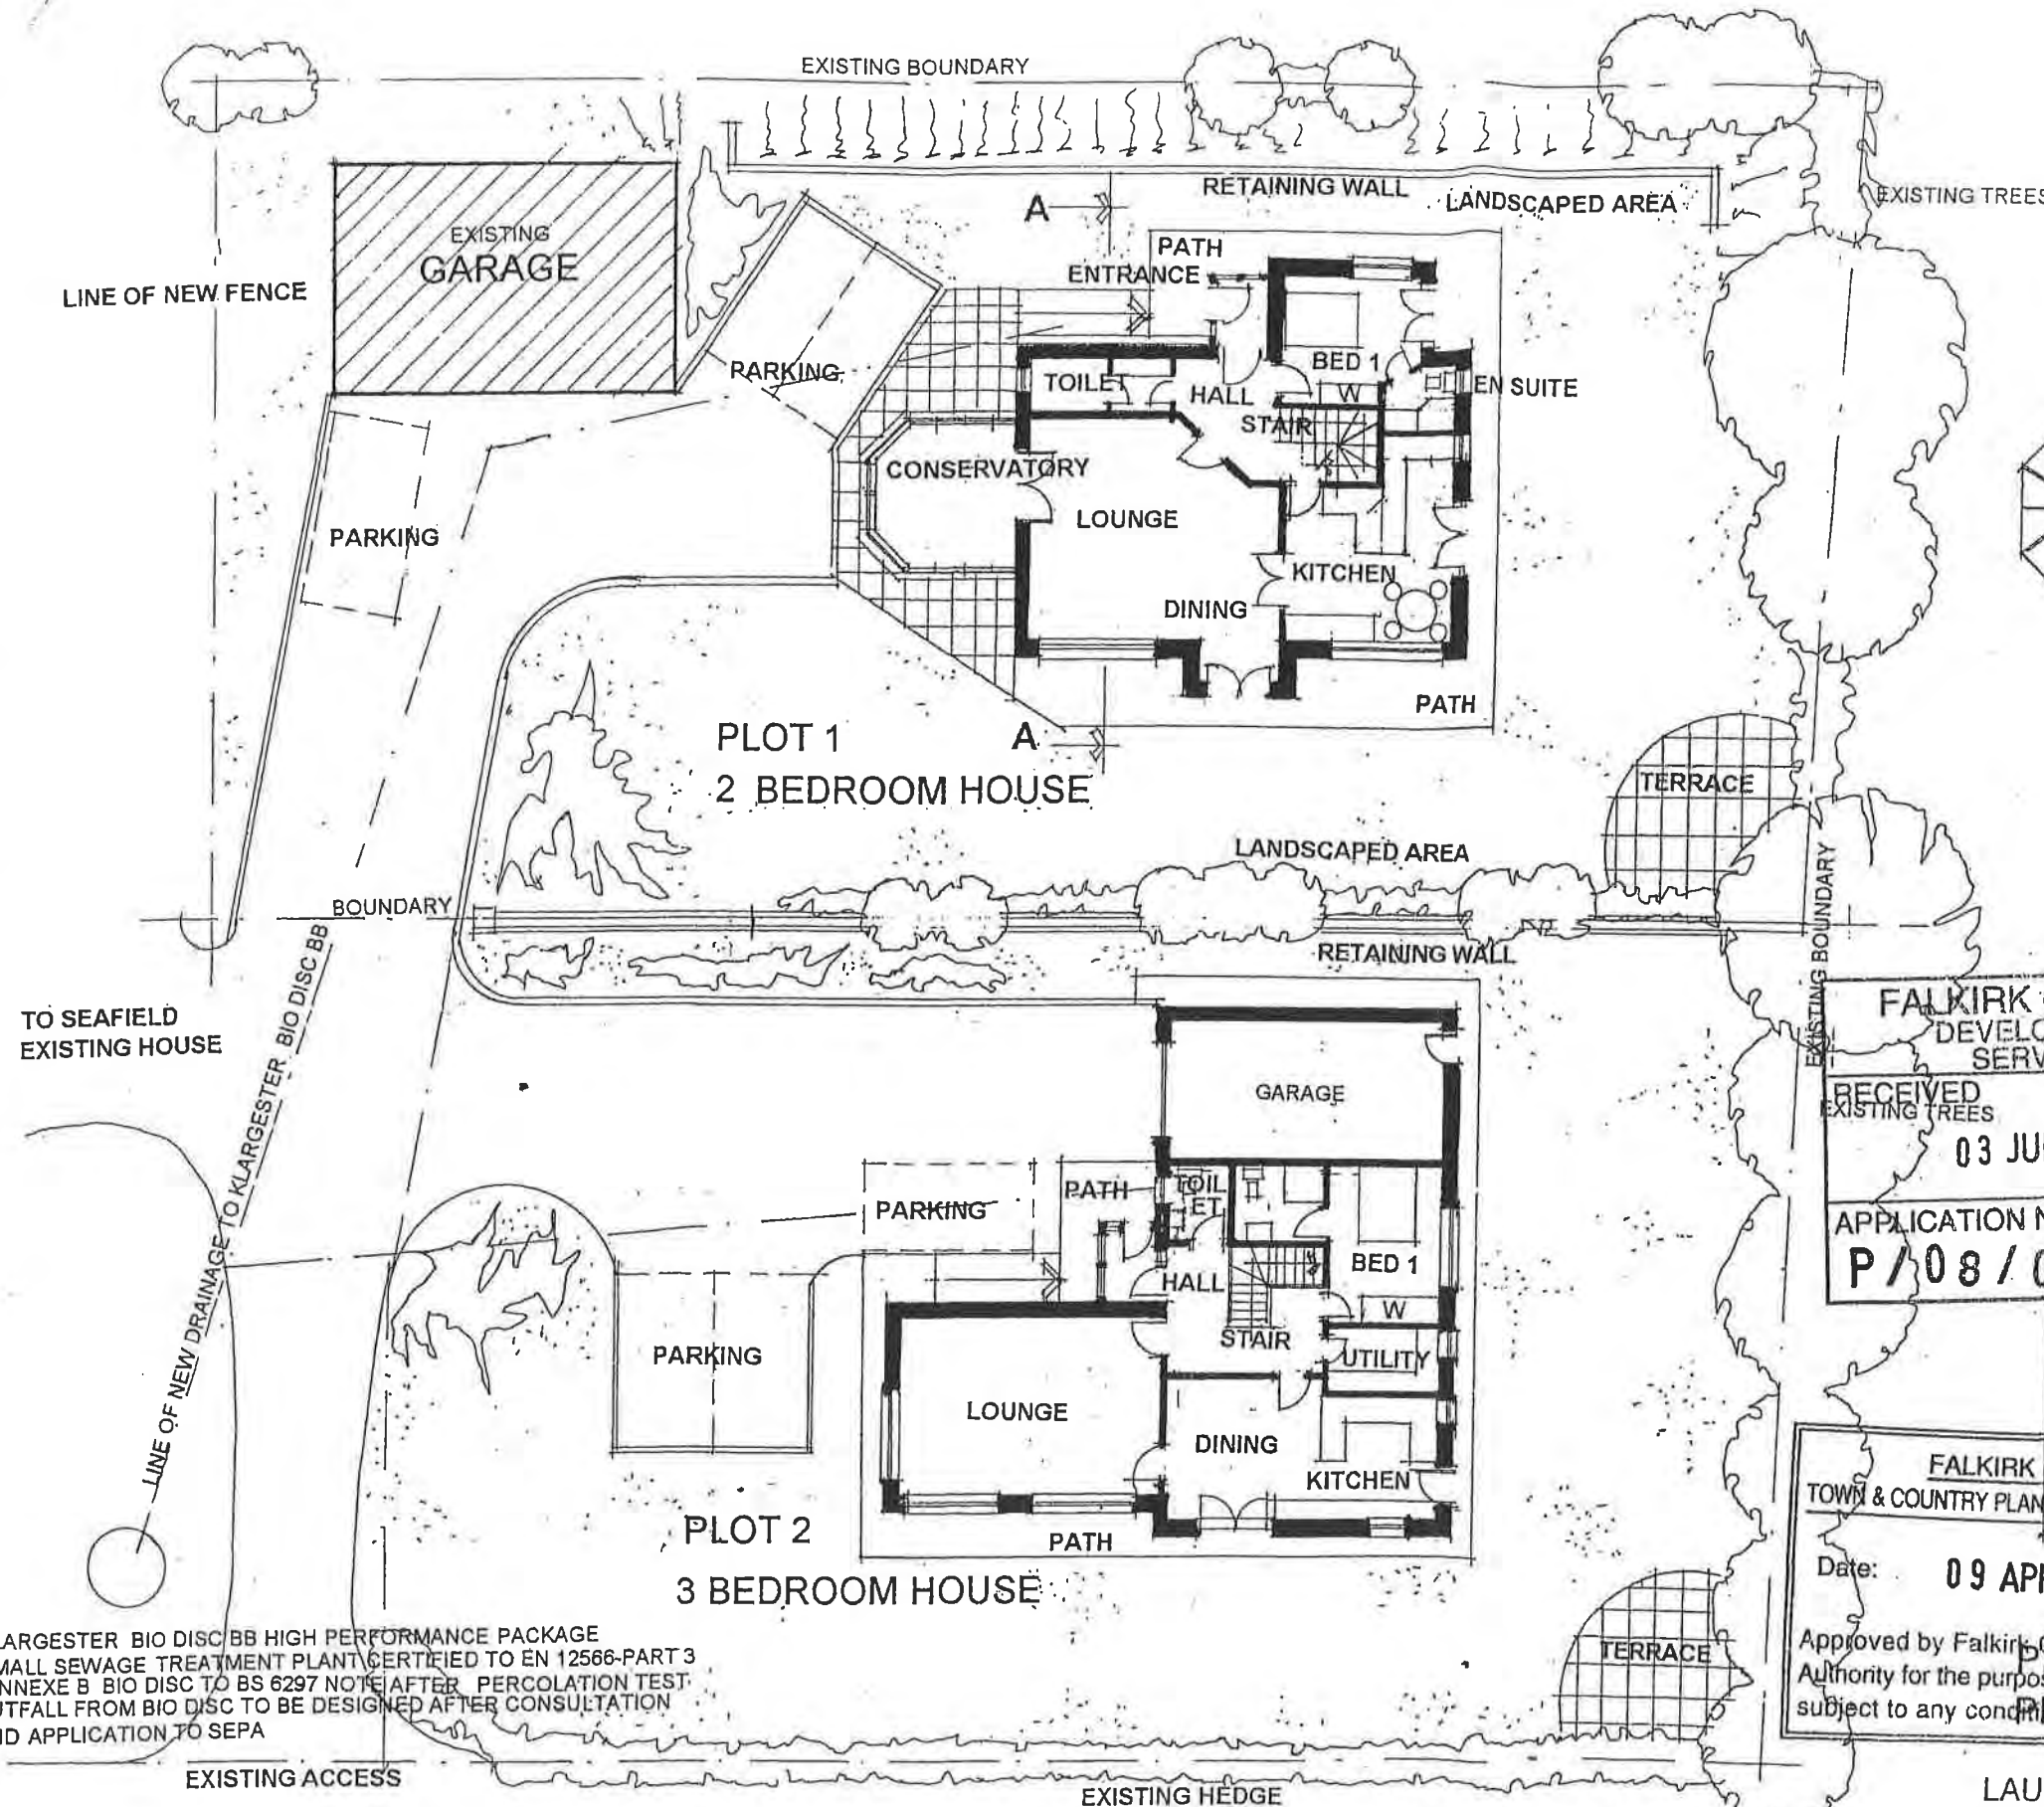 EXISTING BOUNDARY
RETAINING WALL
LANDSCAPED AREA
EXISTING TREES
A
PATH
ENTRANCE
EXISTING
GARAGE
LINE OF NEW FENCE
PARKING
TOILET
HALL
BED 1
W
EN SUITE
STAIR
CONSERVATORY
LOUNGE
PARKING
KITCHEN
DINING
PATH
PLOT 1
A
2 BEDROOM HOUSE
TERRACE
LANDSCAPED AREA
EXISTING BOUNDARY
BOUNDARY
RETAINING WALL
TO SEAFIELD
EXISTING HOUSE
LINE OF NEW DRAINAGE TO KLARGESTER BIO DISC BB
GARAGE
FALKIRK
DEVELO
SERV
RECEIVED
EXISTING TREES
03 JU
APPLICATION N
P/08/0
PARKING
PATH
TOIL
ET
HALL
BED 1
W
STAIR
UTILITY
PARKING
LOUNGE
DINING
KITCHEN
PLOT 2
PATH
3 BEDROOM HOUSE
TERRACE
FALKIRK
TOWN & COUNTRY PLAN
Date: 09 AP
Approved by Falkirk
Authority for the purpos
subject to any condi
LARGESTER BIO DISC BB HIGH PERFORMANCE PACKAGE
MALL SEWAGE TREATMENT PLANT CERTIFIED TO EN 12566-PART 3
NNEXE B BIO DISC TO BS 6297 NOTE AFTER PERCOLATION TEST
UTFALL FROM BIO DISC TO BE DESIGNED AFTER CONSULTATION
ND APPLICATION TO SEPA
EXISTING ACCESS
EXISTING HEDGE
LAU